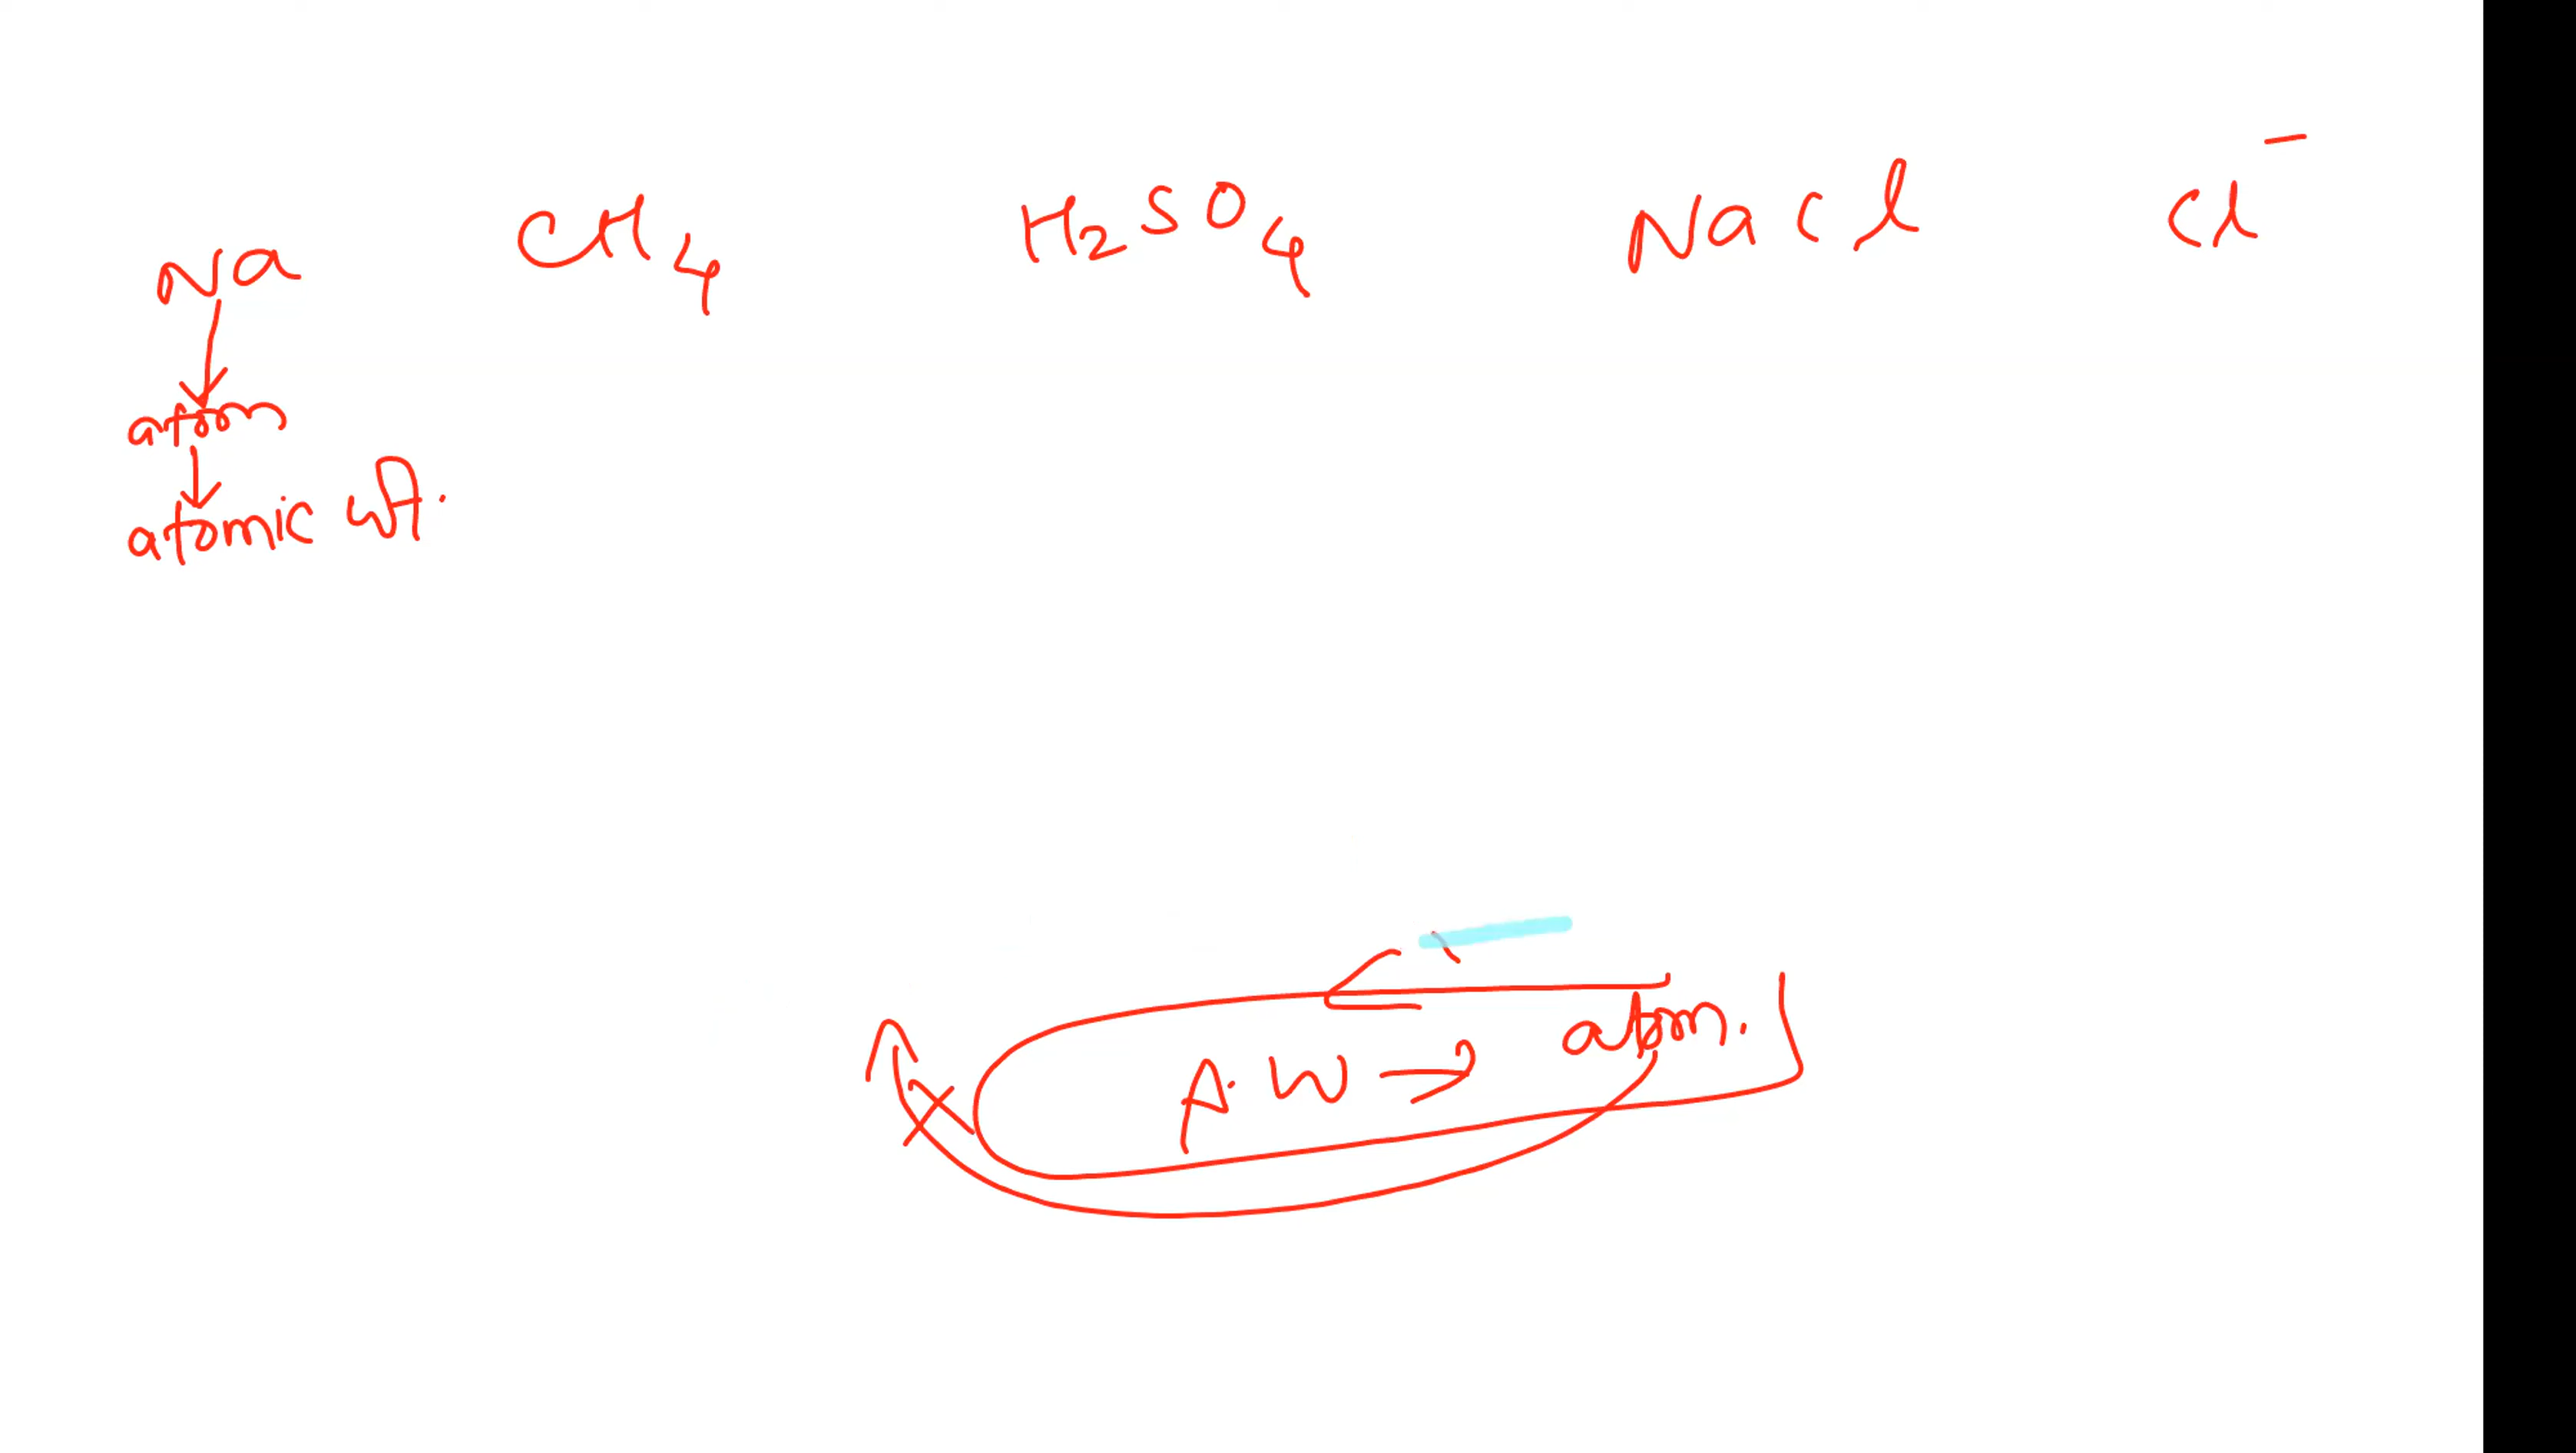 Na CH₄ H₂SO₄ NaCl Cl⁻
atom
atomic wt.
A.W → atom.